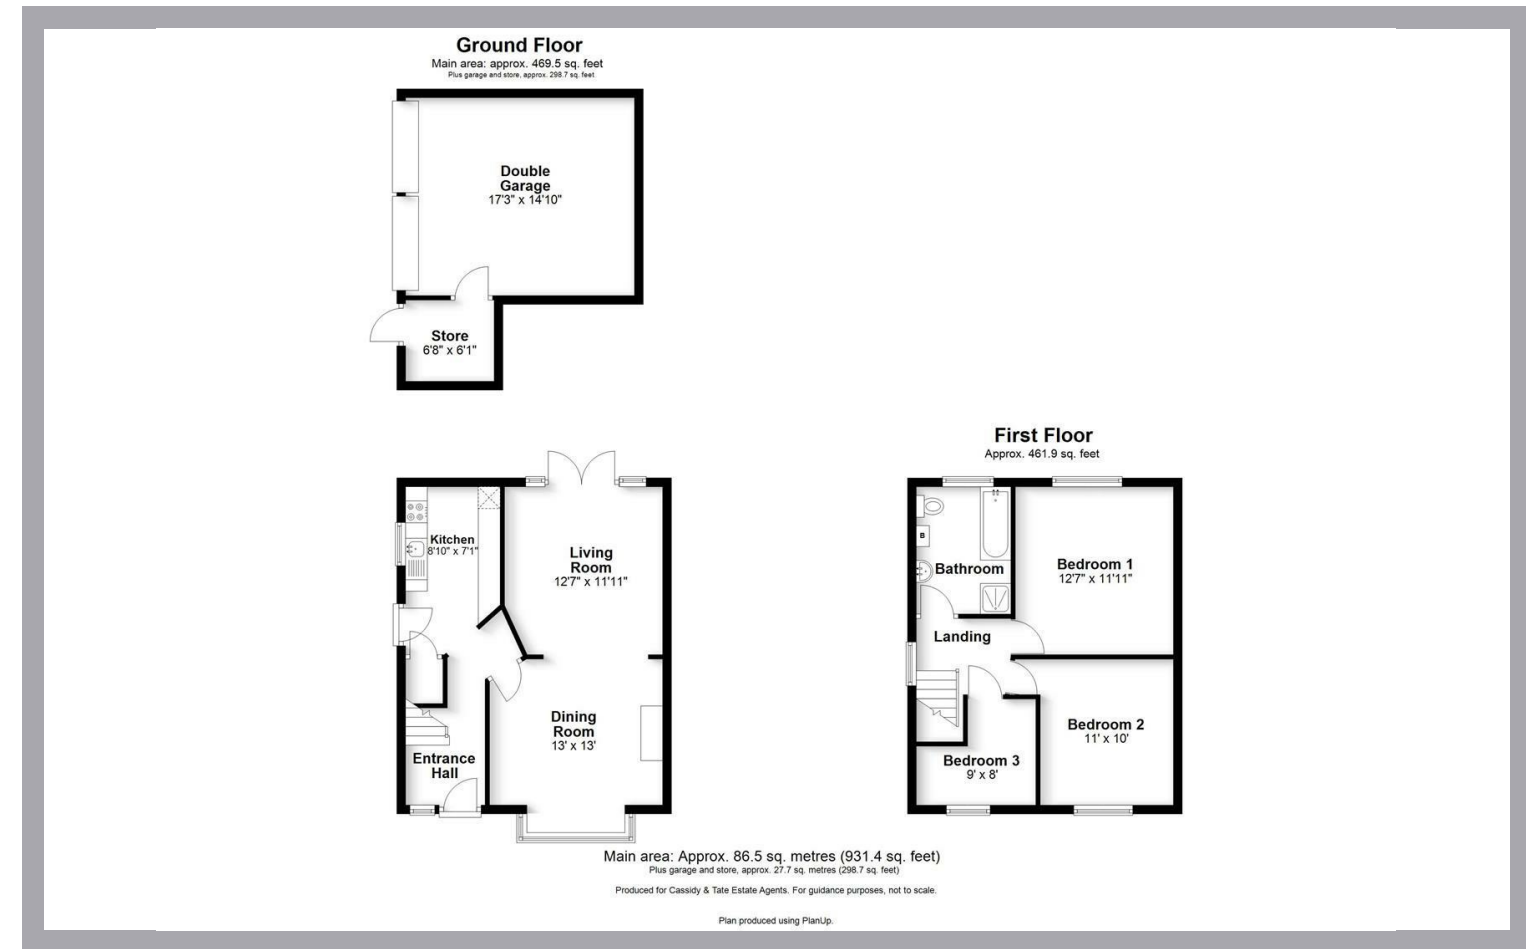 Ground Floor
Main area: approx. 469.5 sq. feet
Plus garage and store, approx. 298.7 sq. feet
Double
Garage
17'3" x 14'10"
Store
6'8" x 6'1"
Kitchen
8'10" x 7'1"
Living
Room
12'7" x 11'11"
Dining
Room
13' x 13'
Entrance
Hall
First Floor
Approx. 461.9 sq. feet
B
Bathroom
Bedroom 1
12'7" x 11'11"
Landing
Bedroom 2
11' x 10'
Bedroom 3
9' x 8'
Main area: Approx. 86.5 sq. metres (931.4 sq. feet)
Plus garage and store, approx. 27.7 sq. metres (298.7 sq. feet)
Produced for Cassidy & Tate Estate Agents. For guidance purposes, not to scale.
Plan produced using PlanUp.